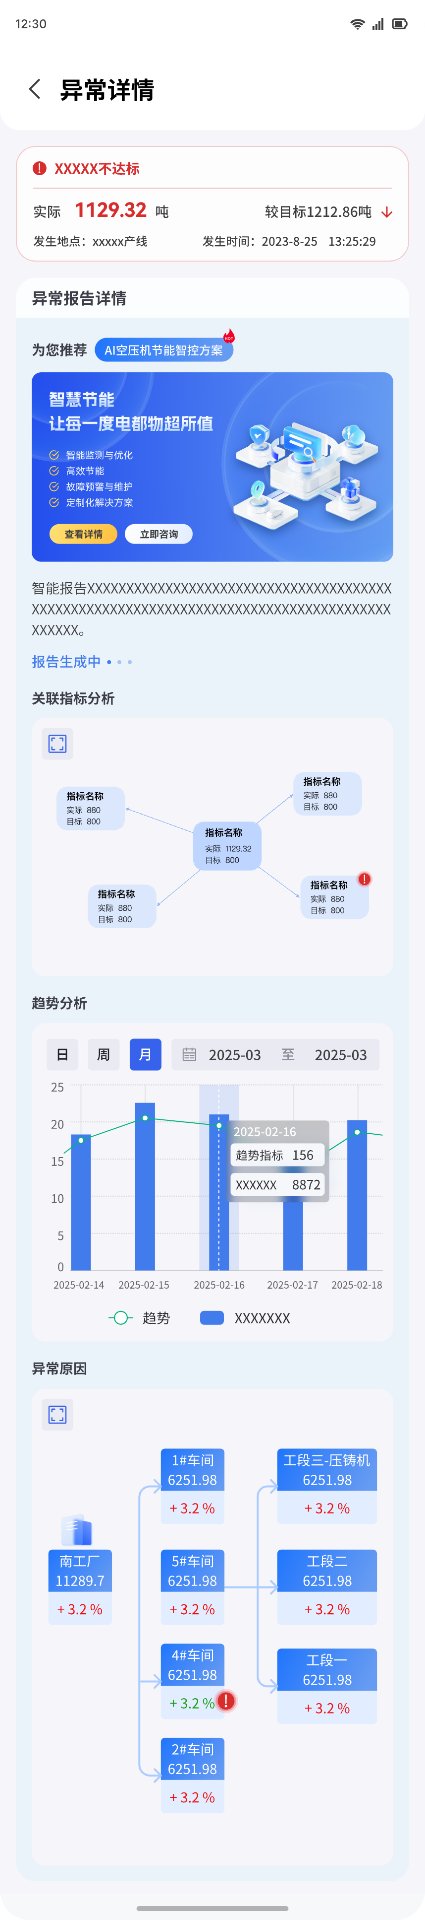 12:30
异常详情
XXXXX不达标
实际 1129.32 吨 较目标1212.86吨
发生地点：xxxxx产线 发生时间：2023-8-25 13:25:29
异常报告详情
为您推荐 AI空压机节能智控方案 HOT
智慧节能
让每一度电都物超所值
智能监测与优化
高效节能
故障预警与维护
定制化解决方案
查看详情 立即咨询
智能报告XXXXXXXXXXXXXXXXXXXXXXXXXXXXXXXXXXXXXX
XXXXXXXXXXXXXXXXXXXXXXXXXXXXXXXXXXXXXXXXXXXXX
XXXXXX。
报告生成中
关联指标分析
指标名称
实际 880
目标 800
指标名称
实际 880
目标 800
指标名称
实际 1129.32
目标 800
指标名称
实际 880
目标 800
指标名称
实际 880
目标 800
趋势分析
日 周 月 2025-03 至 2025-03
25
20
15
10
5
0
2025-02-16
趋势指标 156
XXXXXX 8872
2025-02-14 2025-02-15 2025-02-16 2025-02-17 2025-02-18
趋势 XXXXXXX
异常原因
南工厂
11289.7
+ 3.2 %
1#车间
6251.98
+ 3.2 %
5#车间
6251.98
+ 3.2 %
4#车间
6251.98
+ 3.2 %
2#车间
6251.98
+ 3.2 %
工段三-压铸机
6251.98
+ 3.2 %
工段二
6251.98
+ 3.2 %
工段一
6251.98
+ 3.2 %